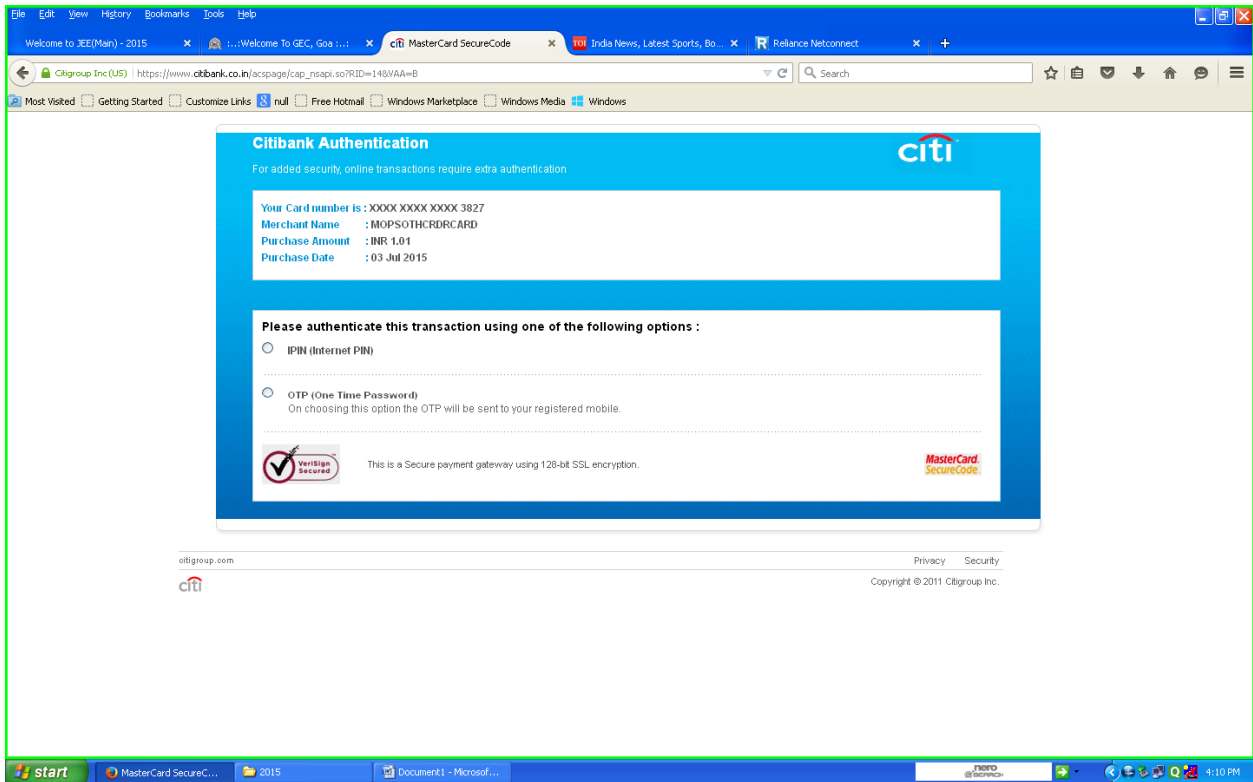 File Edit View History Bookmarks Tools Help
Welcome to JEE(Main) - 2015 :..:Welcome To GEC, Goa :..: citi MasterCard SecureCode TOI India News, Latest Sports, Bo... R Reliance Netconnect
Citigroup Inc (US) https://www.citibank.co.in/acspage/cap_nsapi.so?RID=14&VAA=B Search
Most Visited Getting Started Customize Links 8 null Free Hotmail Windows Marketplace Windows Media Windows
Citibank Authentication
citi
For added security, online transactions require extra authentication
Your Card number is : XXXX XXXX XXXX 3827
Merchant Name : MOPSOTHCRDRCARD
Purchase Amount : INR 1.01
Purchase Date : 03 Jul 2015
Please authenticate this transaction using one of the following options :
IPIN (Internet PIN)
OTP (One Time Password)
On choosing this option the OTP will be sent to your registered mobile.
VeriSign Secured
This is a Secure payment gateway using 128-bit SSL encryption.
MasterCard. SecureCode.
citigroup.com Privacy Security
citi Copyright © 2011 Citigroup Inc.
start MasterCard SecureC... 2015 Document1 - Microsof... nero SEARCH 4:10 PM